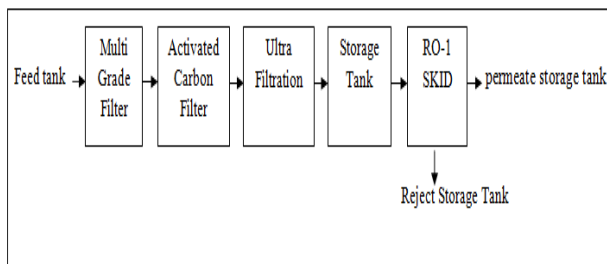 Feed tank
Multi
Grade
Filter
Activated
Carbon
Filter
Ultra
Filtration
Storage
Tank
RO-1
SKID
permeate storage tank
Reject Storage Tank